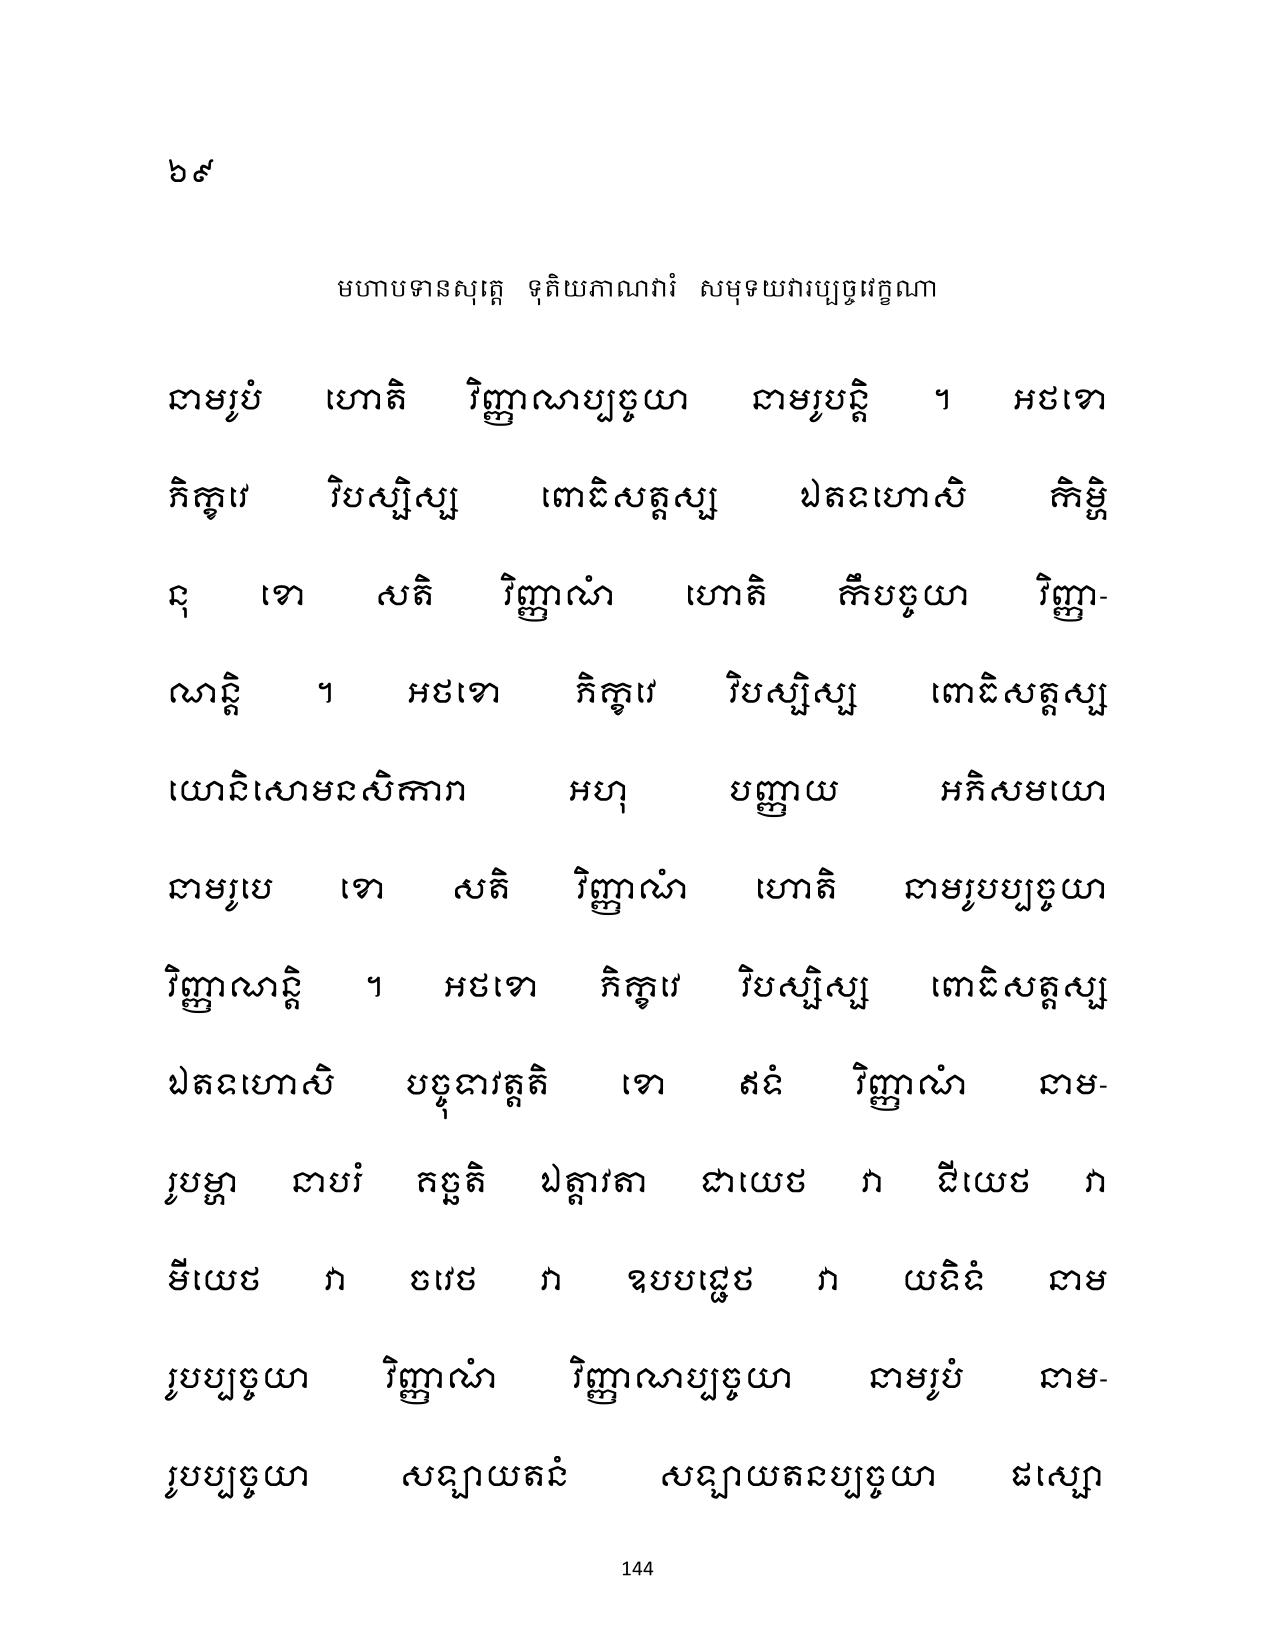 ៦៩
មហាបទានសុត្តេ ទុតិយភាណវារំ សមុទយវារប្បច្ចវេក្ខណា
នាមរូបំ ហោតិ វិញ្ញាណប្បច្ចយា នាមរូបន្តិ ។ អថខោ
ភិក្ខវេ វិបស្សិស្ស ពោធិសត្តស្ស ឯតទហោសិ កិម្ហិ
នុ ខោ សតិ វិញ្ញាណំ ហោតិ កឹបច្ចយា វិញ្ញា-
ណន្តិ ។ អថខោ ភិក្ខវេ វិបស្សិស្ស ពោធិសត្តស្ស
យោនិសោមនសិការា អហុ បញ្ញាយ អភិសមយោ
នាមរូបេ ខោ សតិ វិញ្ញាណំ ហោតិ នាមរូបប្បច្ចយា
វិញ្ញាណន្តិ ។ អថខោ ភិក្ខវេ វិបស្សិស្ស ពោធិសត្តស្ស
ឯតទហោសិ បច្ចុទាវត្តតិ ខោ ឥទំ វិញ្ញាណំ នាម-
រូបម្ហា នាបរំ គច្ឆតិ ឯត្តាវតា ជាយេថ វា ជីយេថ វា
មីយេថ វា ចវេថ វា ឧបបជ្ជេថ វា យទិទំ នាម
រូបប្បច្ចយា វិញ្ញាណំ វិញ្ញាណប្បច្ចយា នាមរូបំ នាម-
រូបប្បច្ចយា សឡាយតនំ សឡាយតនប្បច្ចយា ផស្សោ
144